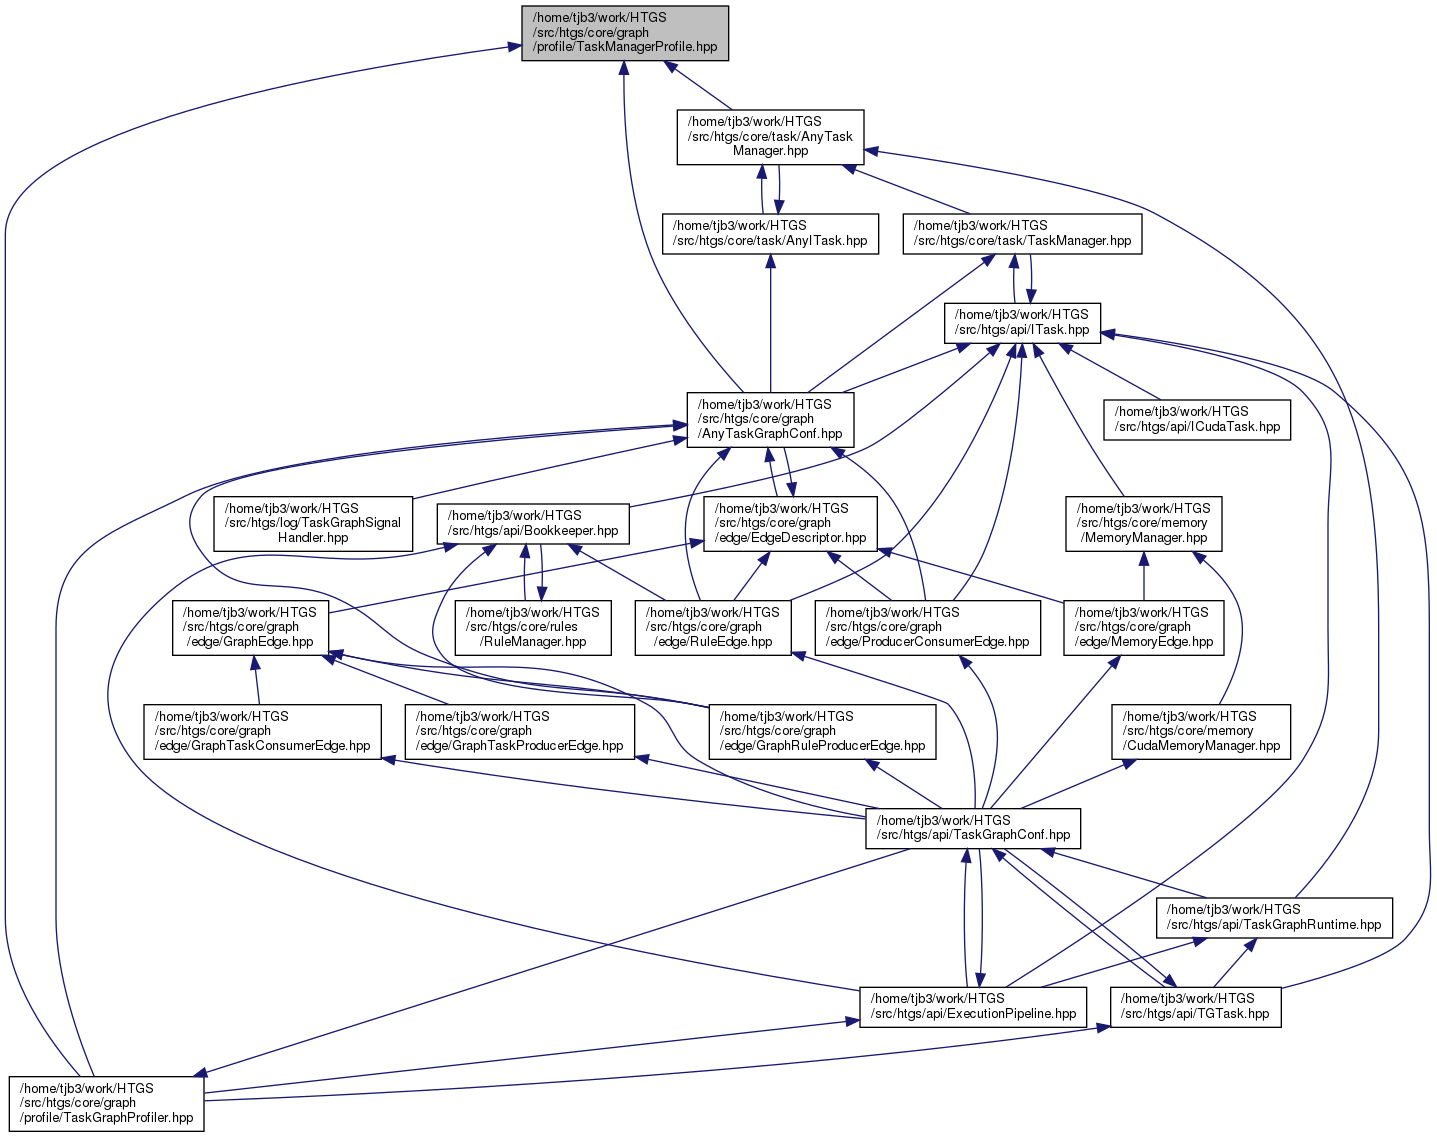 /home/tjb3/work/HTGS
/src/htgs/core/graph
/profile/TaskManagerProfile.hpp
/home/tjb3/work/HTGS
/src/htgs/core/task/AnyTask
Manager.hpp
/home/tjb3/work/HTGS
/src/htgs/core/task/AnyITask.hpp
/home/tjb3/work/HTGS
/src/htgs/core/task/TaskManager.hpp
/home/tjb3/work/HTGS
/src/htgs/api/ITask.hpp
/home/tjb3/work/HTGS
/src/htgs/core/graph
/AnyTaskGraphConf.hpp
/home/tjb3/work/HTGS
/src/htgs/api/ICudaTask.hpp
/home/tjb3/work/HTGS
/src/htgs/log/TaskGraphSignal
Handler.hpp
/home/tjb3/work/HTGS
/src/htgs/api/Bookkeeper.hpp
/home/tjb3/work/HTGS
/src/htgs/core/graph
/edge/EdgeDescriptor.hpp
/home/tjb3/work/HTGS
/src/htgs/core/memory
/MemoryManager.hpp
/home/tjb3/work/HTGS
/src/htgs/core/graph
/edge/GraphEdge.hpp
/home/tjb3/work/HTGS
/src/htgs/core/rules
/RuleManager.hpp
/home/tjb3/work/HTGS
/src/htgs/core/graph
/edge/RuleEdge.hpp
/home/tjb3/work/HTGS
/src/htgs/core/graph
/edge/ProducerConsumerEdge.hpp
/home/tjb3/work/HTGS
/src/htgs/core/graph
/edge/MemoryEdge.hpp
/home/tjb3/work/HTGS
/src/htgs/core/graph
/edge/GraphTaskConsumerEdge.hpp
/home/tjb3/work/HTGS
/src/htgs/core/graph
/edge/GraphTaskProducerEdge.hpp
/home/tjb3/work/HTGS
/src/htgs/core/graph
/edge/GraphRuleProducerEdge.hpp
/home/tjb3/work/HTGS
/src/htgs/core/memory
/CudaMemoryManager.hpp
/home/tjb3/work/HTGS
/src/htgs/api/TaskGraphConf.hpp
/home/tjb3/work/HTGS
/src/htgs/api/TaskGraphRuntime.hpp
/home/tjb3/work/HTGS
/src/htgs/api/ExecutionPipeline.hpp
/home/tjb3/work/HTGS
/src/htgs/api/TGTask.hpp
/home/tjb3/work/HTGS
/src/htgs/core/graph
/profile/TaskGraphProfiler.hpp